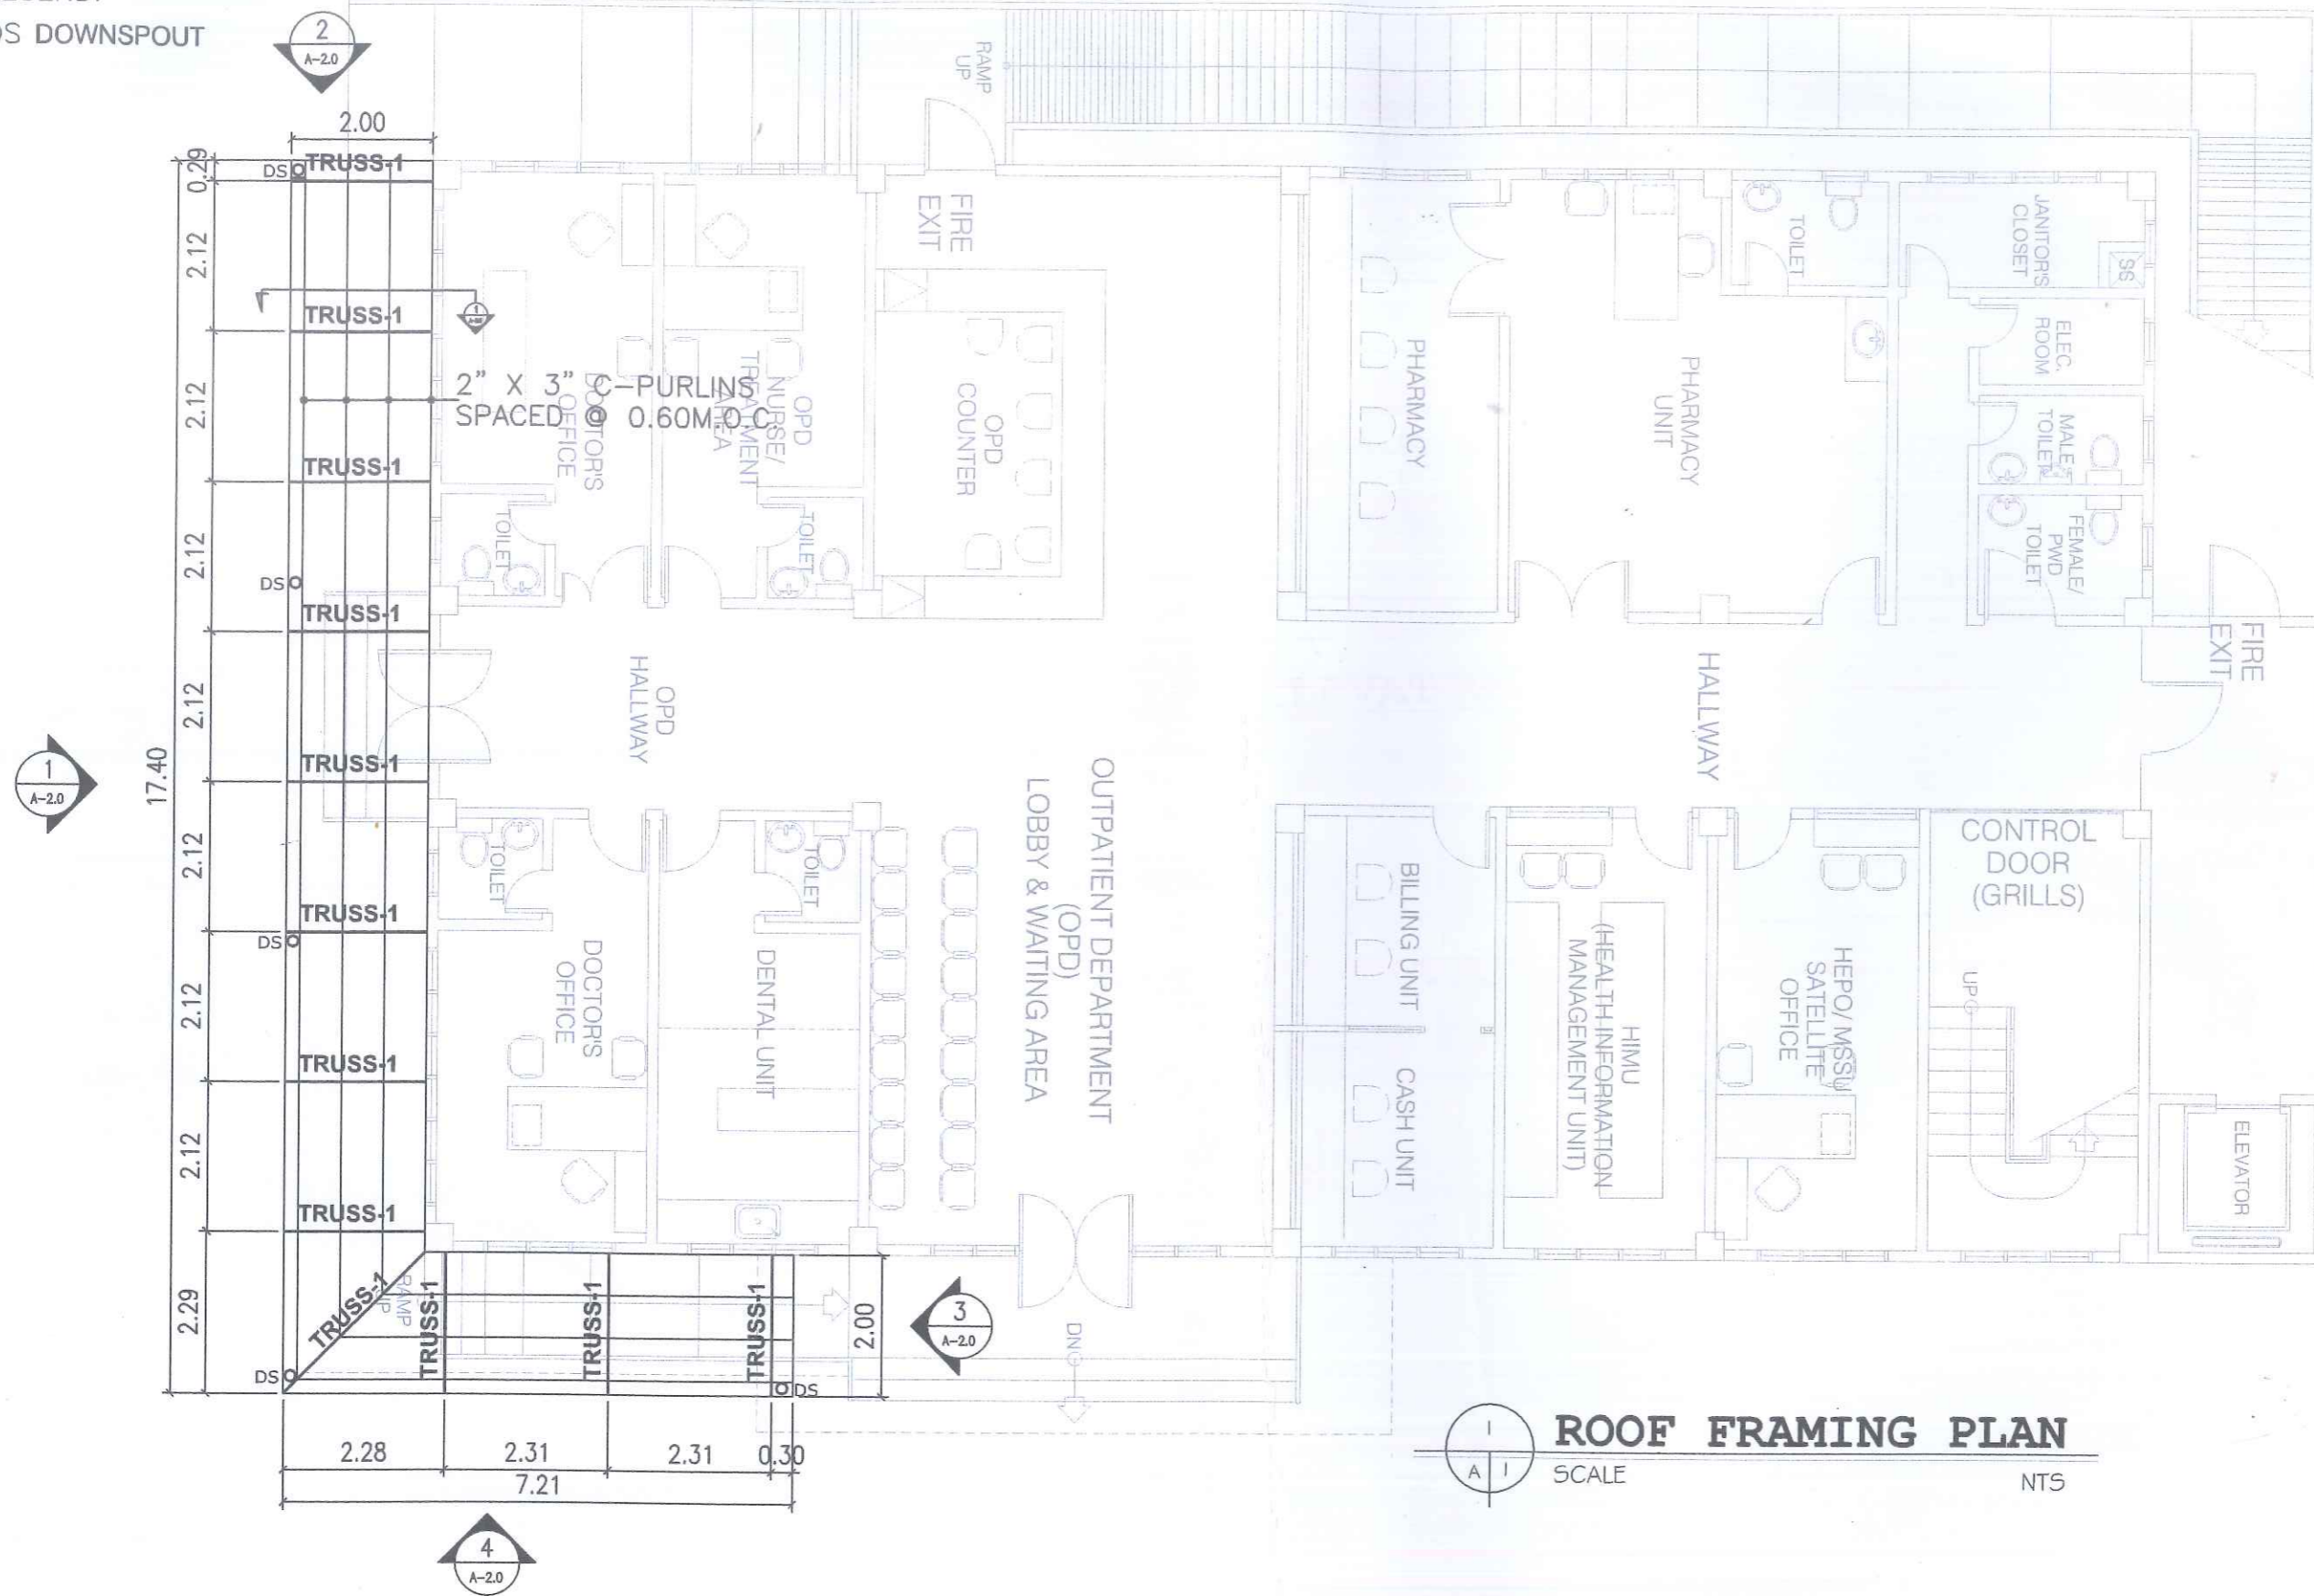 DS DOWNSPOUT
2
A-2.0
2.00
RAMP
UP
0.29
DS
TRUSS-1
2.12
FIRE
EXIT
TOILET
JANITOR'S
CLOSET
SS
TRUSS-1
1
2" X 3" C-PURLINS
SPACED @ 0.60M.O.C.
DOCTOR'S
OFFICE
OPD
NURSE/
TREATMENT
AREA
OPD
COUNTER
PHARMACY
PHARMACY
UNIT
ELEC.
ROOM
2.12
MALE
TOILET
TRUSS-1
FEMALE/
PWD
TOILET
TOILET
TOILET
2.12
DS
TRUSS-1
FIRE
EXIT
2.12
OPD
HALLWAY
HALLWAY
1
A-2.0
17.40
TRUSS-1
OUTPATIENT DEPARTMENT
(OPD)
LOBBY & WAITING AREA
2.12
TOILET
TOILET
CONTROL
DOOR
(GRILLS)
TRUSS-1
DS
BILLING UNIT
2.12
DOCTOR'S
OFFICE
DENTAL UNIT
HIMU
(HEALTH INFORMATION
MANAGEMENT UNIT)
HEPO/ MSSU
SATELLITE
OFFICE
UP
TRUSS-1
CASH UNIT
2.12
ELEVATOR
TRUSS-1
2.29
TRUSS-1
RAMP
UP
TRUSS-1
TRUSS-1
TRUSS-1
2.00
3
A-2.0
DN
DS
DS
2.28
2.31
2.31
0.30
7.21
4
A-2.0
1
A 1
ROOF FRAMING PLAN
SCALE
NTS